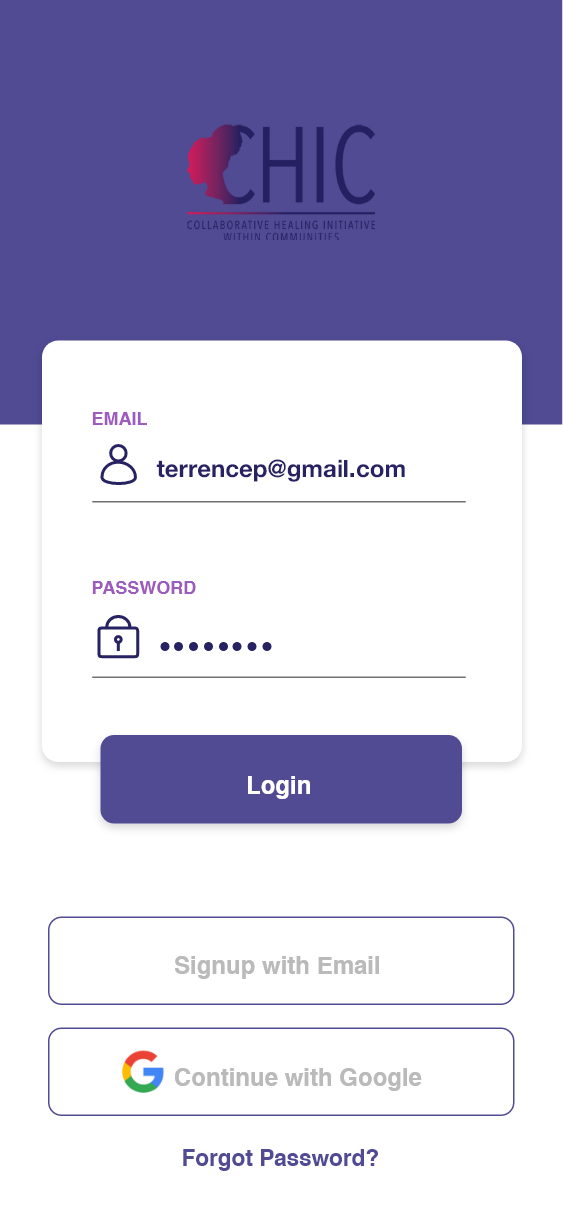 CHIC
COLLABORATIVE HEALING INITIATIVE
WITHIN COMMUNITIES
EMAIL
terrencep@gmail.com
PASSWORD
••••••••
Login
Signup with Email
Continue with Google
Forgot Password?